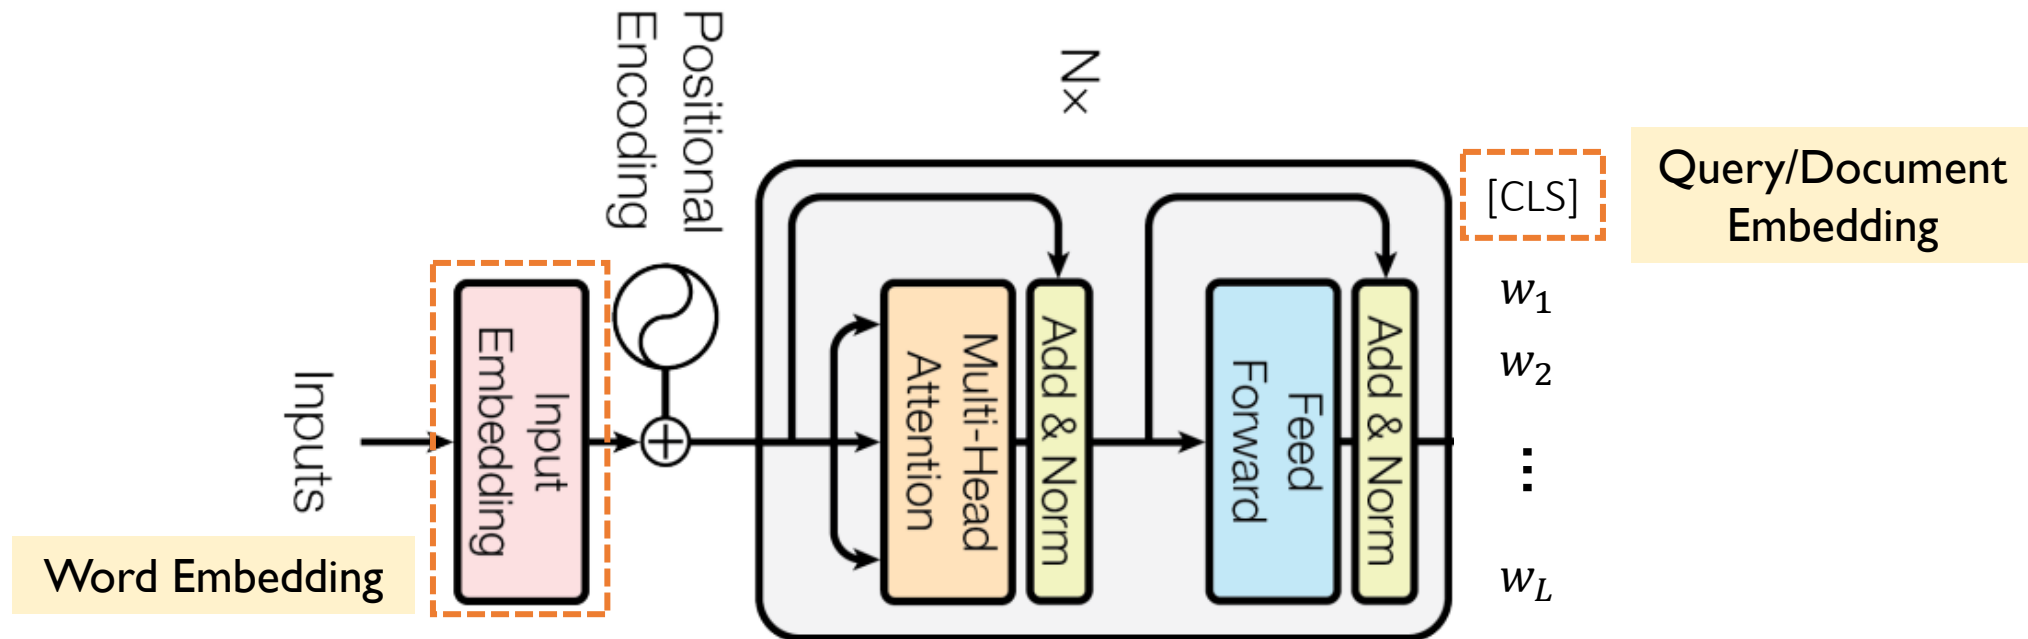 Inputs
Word Embedding
Input
Embedding
Positional
Encoding
N×
Multi-Head
Attention
Add & Norm
Feed
Forward
Add & Norm
[CLS]
w₁
w₂
⋮
w_L
Query/Document
Embedding